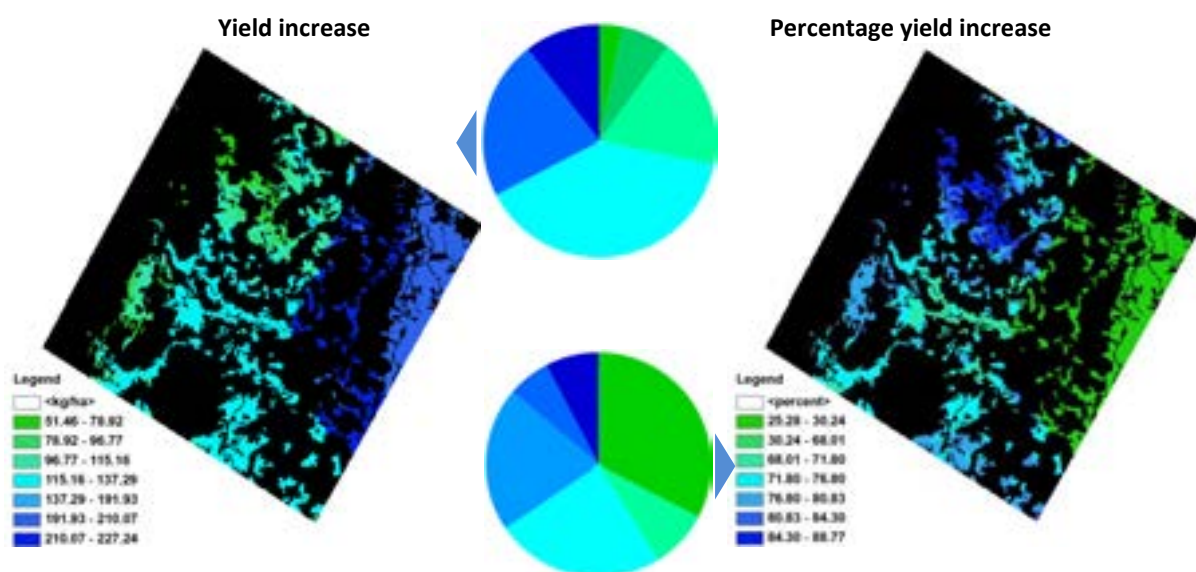 Yield increase
Percentage yield increase
Legend
<kg/ha>
51.46 - 78.92
78.92 - 96.77
96.77 - 115.16
115.16 - 137.29
137.29 - 191.93
191.93 - 210.07
210.07 - 227.24
Legend
<percent>
25.28 - 30.24
30.24 - 68.01
68.01 - 71.80
71.80 - 76.80
76.80 - 80.83
80.83 - 84.30
84.30 - 88.77